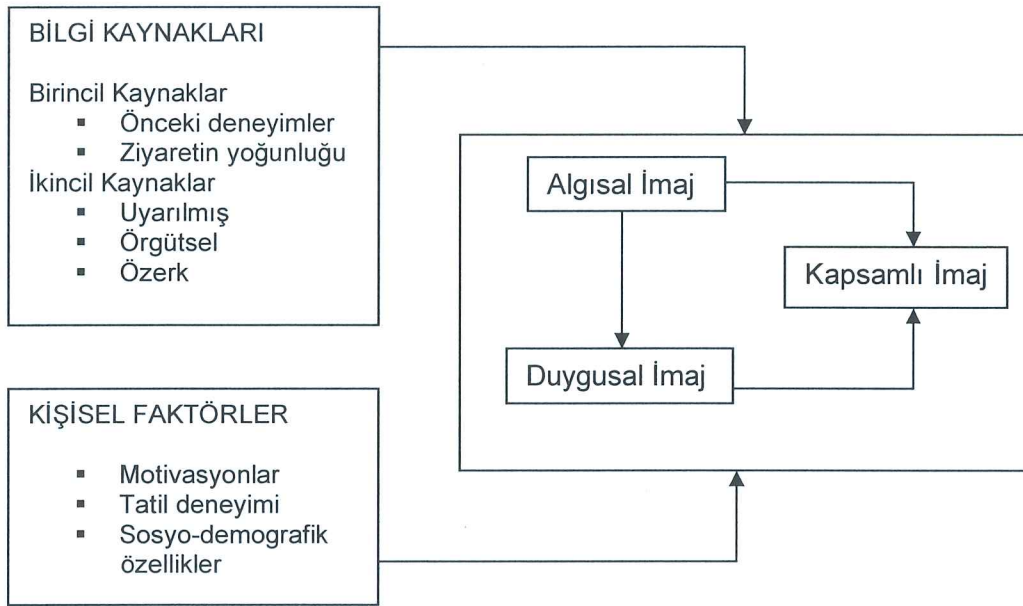 BİLGİ KAYNAKLARI
Birincil Kaynaklar
▪ Önceki deneyimler
▪ Ziyaretin yoğunluğu
İkincil Kaynaklar
▪ Uyarılmış
▪ Örgütsel
▪ Özerk
KİŞİSEL FAKTÖRLER
▪ Motivasyonlar
▪ Tatil deneyimi
▪ Sosyo-demografik
özellikler
Algısal İmaj
Kapsamlı İmaj
Duygusal İmaj